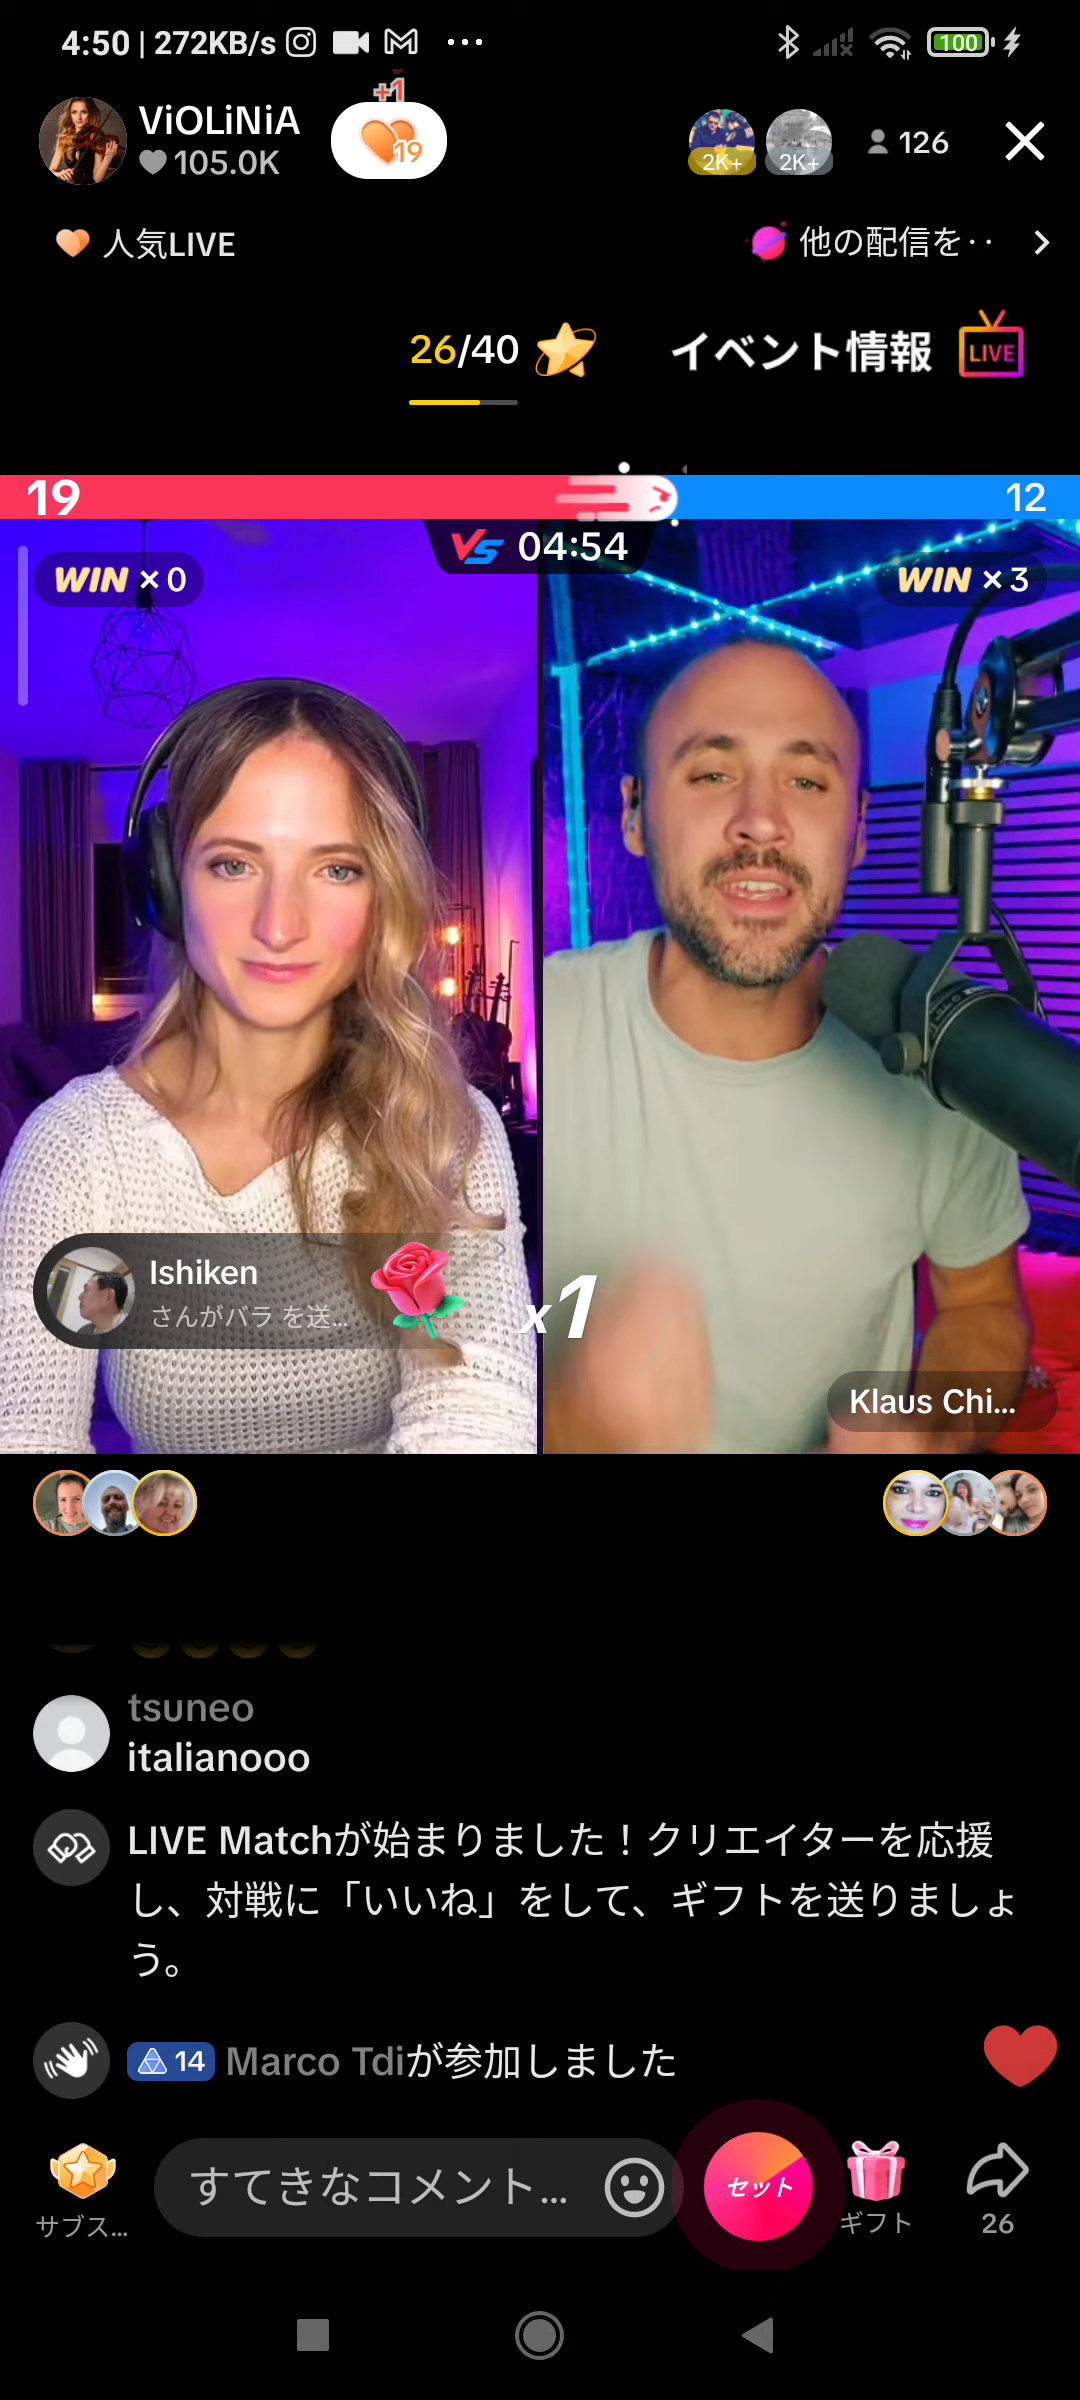 4:50 | 272KB/s
100
ViOLiNiA
105.0K
+1
19
2K+
2K+
126
人気LIVE
他の配信を··
26/40
イベント情報
LIVE
19
12
VS 04:54
WIN × 0
WIN × 3
Ishiken
さんがバラ を送...
x1
Klaus Chi...
tsuneo
italianooo
LIVE Matchが始まりました！クリエイターを応援
し、対戦に「いいね」をして、ギフトを送りましょ
う。
14 Marco Tdiが参加しました
サブス...
すてきなコメント...
セット
ギフト
26